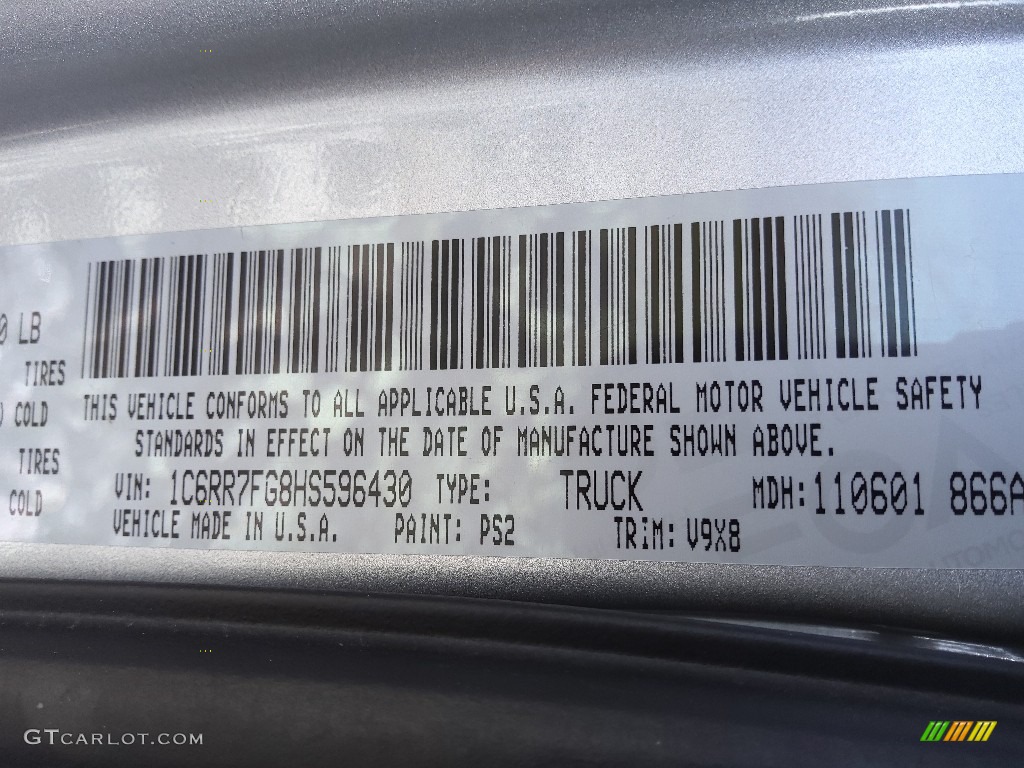 0 LB
TIRES
COLD
TIRES
COLD
THIS VEHICLE CONFORMS TO ALL APPLICABLE U.S.A. FEDERAL MOTOR VEHICLE SAFETY
STANDARDS IN EFFECT ON THE DATE OF MANUFACTURE SHOWN ABOVE.
VIN: 1C6RR7FG8HS596430 TYPE: TRUCK MDH: 110601 866A
VEHICLE MADE IN U.S.A. PAINT: PS2 TRIM: V9X8
GTCARLOT.COM